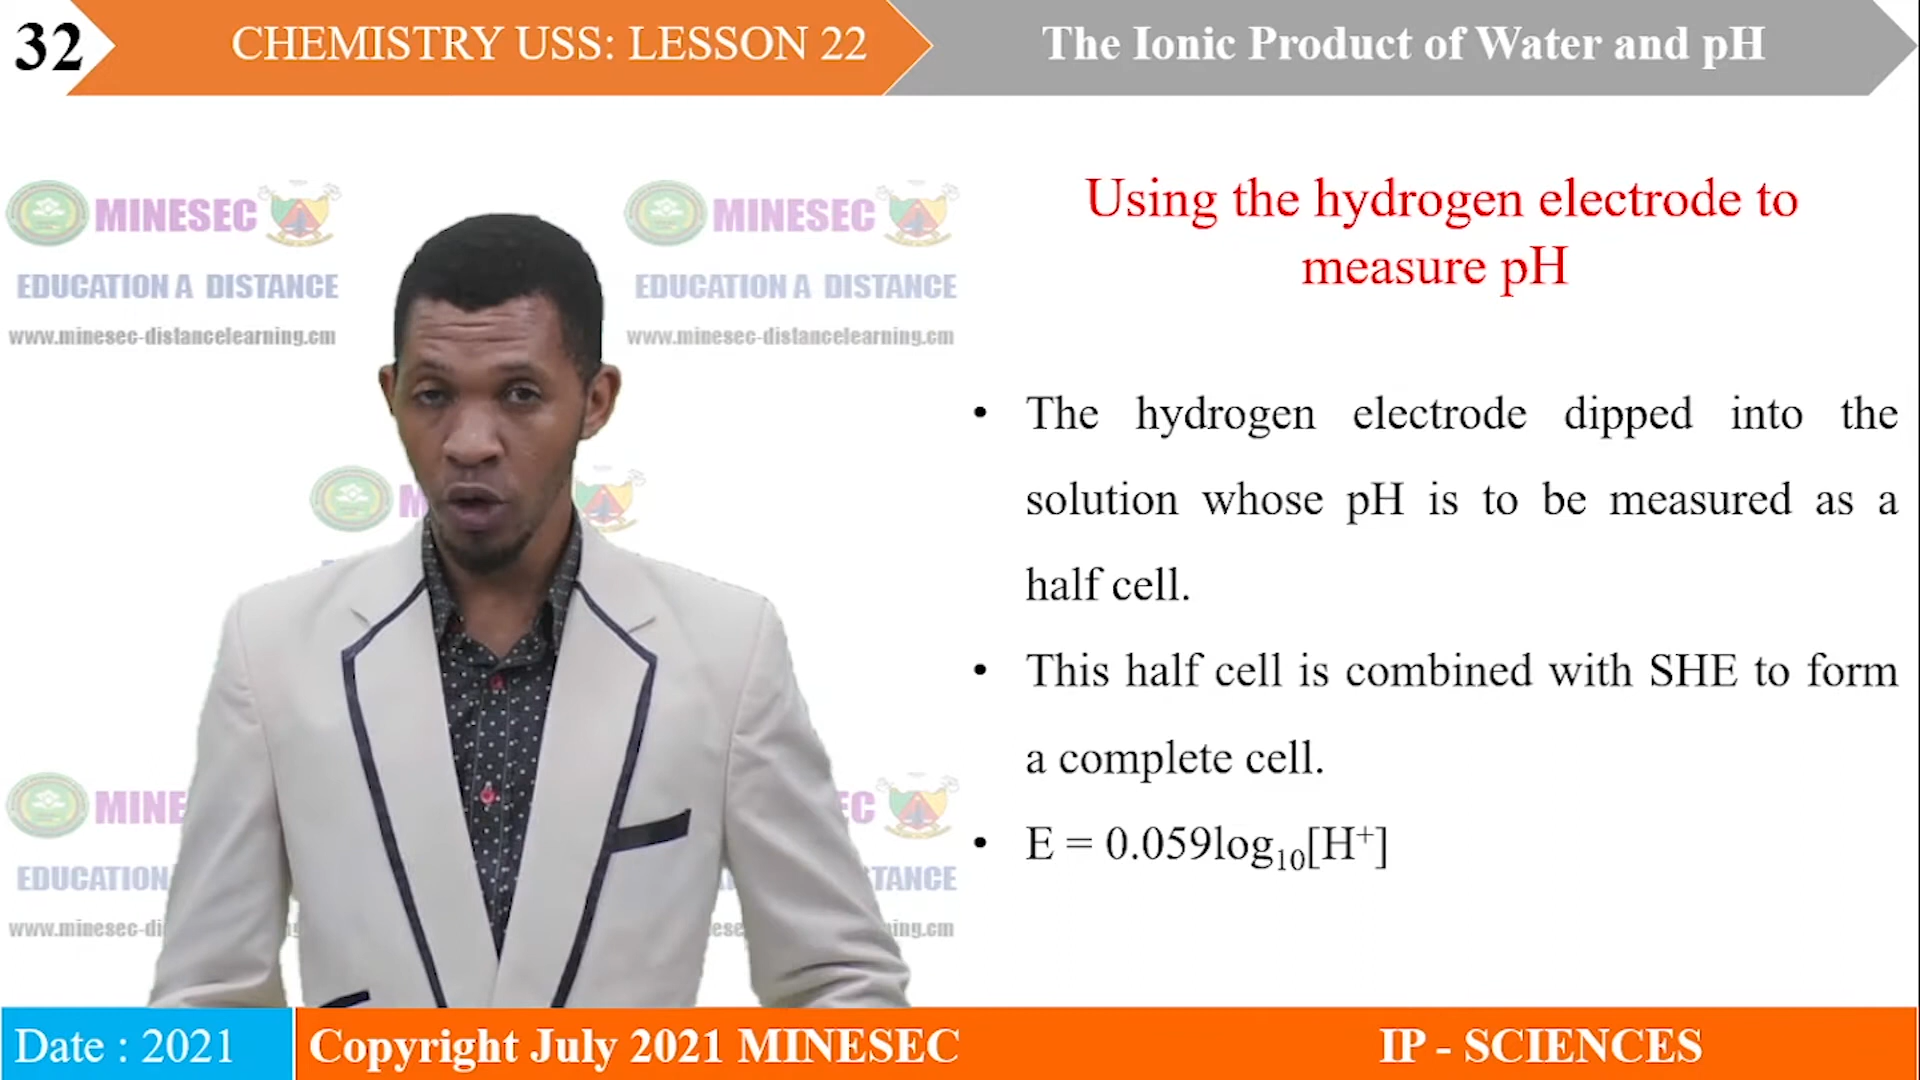 32
CHEMISTRY USS: LESSON 22
The Ionic Product of Water and pH
MINESEC
MINESEC
EDUCATION A DISTANCE
EDUCATION A DISTANCE
www.minesec-distancelearning.cm
www.minesec-distancelearning.cm
Using the hydrogen electrode to
measure pH
• The hydrogen electrode dipped into the
solution whose pH is to be measured as a
half cell.
• This half cell is combined with SHE to form
a complete cell.
• E = 0.059log₁₀[H⁺]
EDUCATION
Date : 2021
Copyright July 2021 MINESEC
IP - SCIENCES